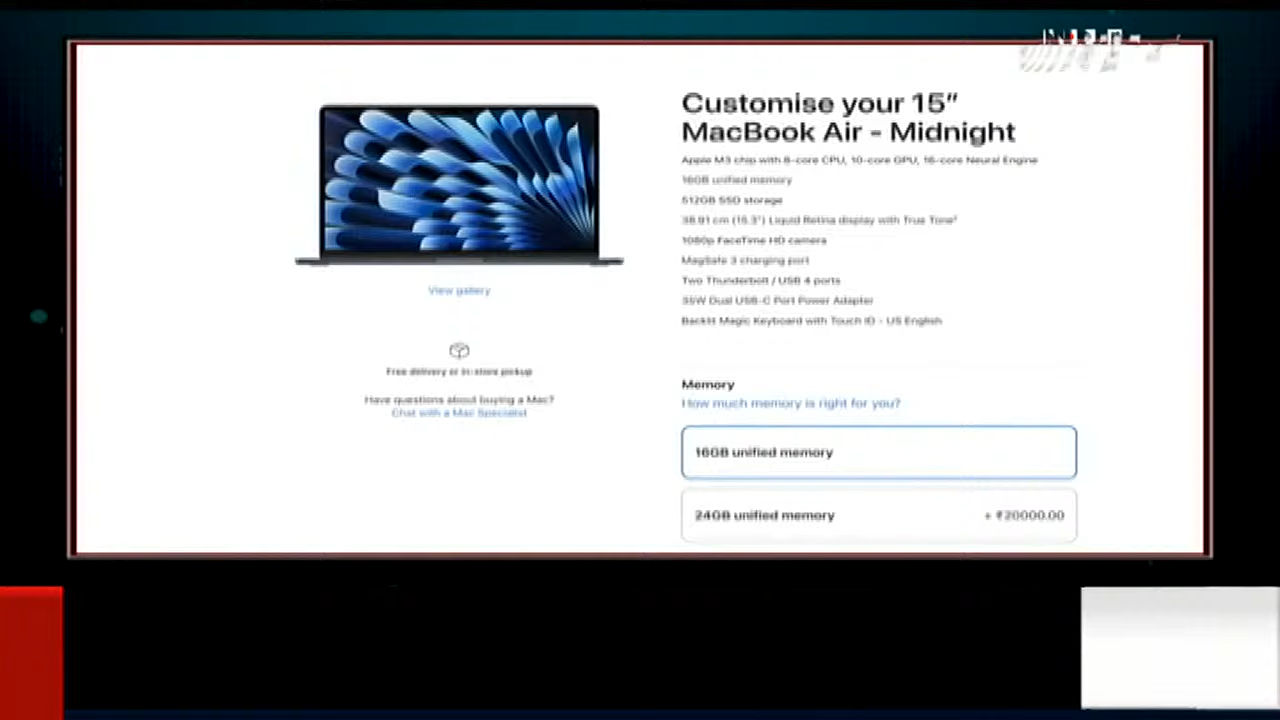 Customise your 15″
MacBook Air - Midnight
Apple M3 chip with 8-core CPU, 10-core GPU, 16-core Neural Engine
16GB unified memory
512GB SSD storage
38.91 cm (15.3″) Liquid Retina display with True Tone²
1080p FaceTime HD camera
MagSafe 3 charging port
Two Thunderbolt / USB 4 ports
35W Dual USB-C Port Power Adapter
Backlit Magic Keyboard with Touch ID - US English
View gallery
Free delivery or in-store pickup
Have questions about buying a Mac?
Chat with a Mac Specialist
Memory
How much memory is right for you?
16GB unified memory
24GB unified memory + ₹20000.00